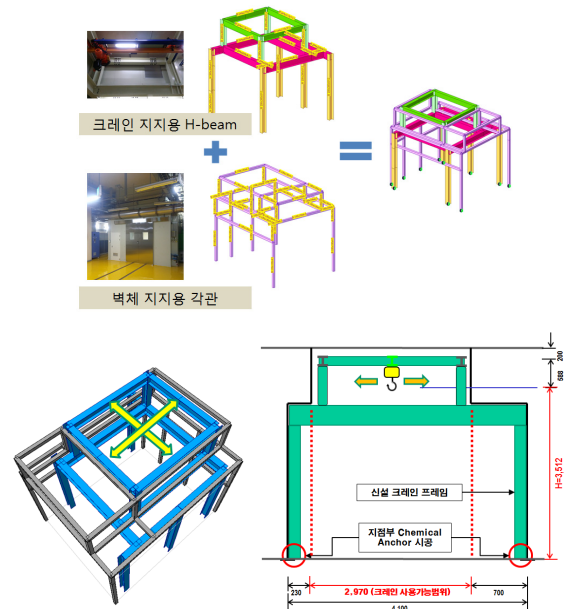 크레인 지지용 H-beam
벽체 지지용 각관
200
588
H=3,512
신설 크레인 프레임
지점부 Chemical
Anchor 시공
230
2.970 (크레인 사용가능범위)
700
4,100